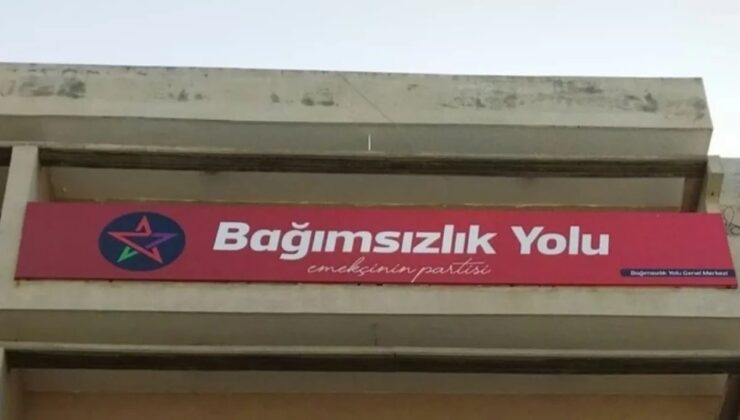 Bağımsızlık Yolu
emekçinin partisi
Bağımsızlık Yolu Genel Merkezi